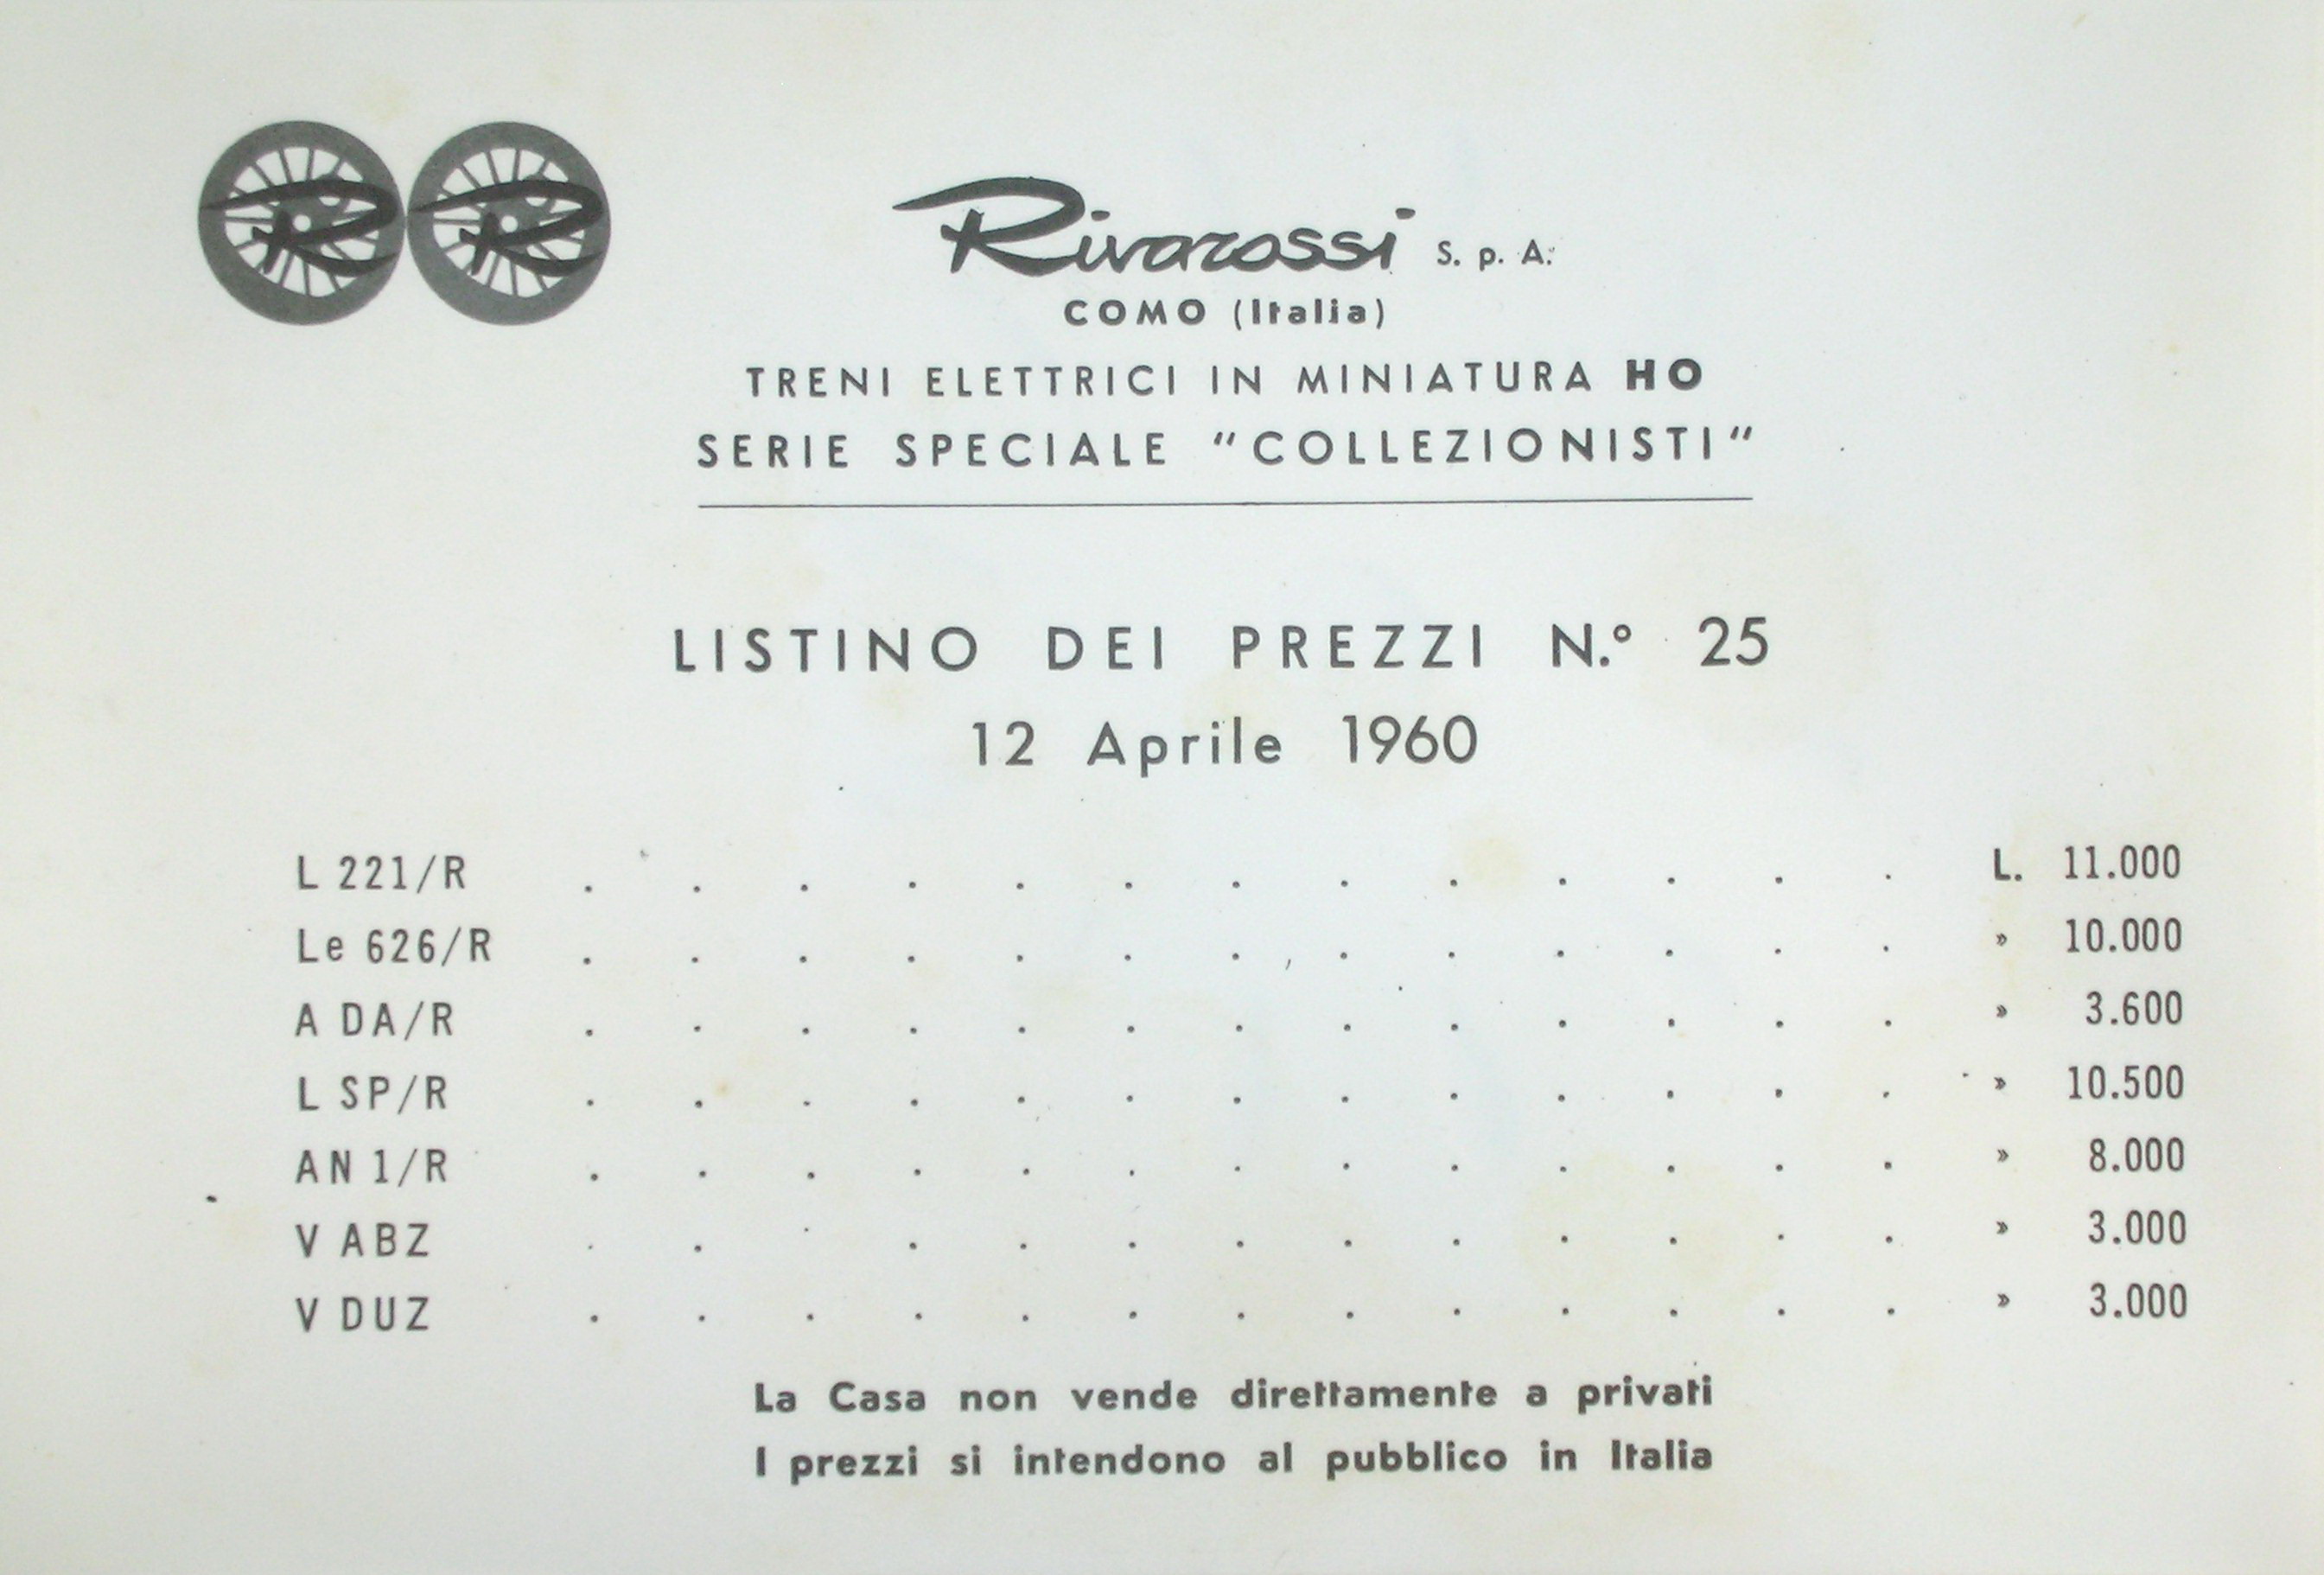 R R
Rivarossi S. p. A.
COMO (Italia)
TRENI ELETTRICI IN MINIATURA HO
SERIE SPECIALE "COLLEZIONISTI"
LISTINO DEI PREZZI N.º 25
12 Aprile 1960
L 221/R . . . . . . . . . . . . . L. 11.000
Le 626/R . . . . . . . . . . . . . » 10.000
A DA/R . . . . . . . . . . . . . » 3.600
L SP/R . . . . . . . . . . . . . » 10.500
AN 1/R . . . . . . . . . . . . . » 8.000
V ABZ . . . . . . . . . . . . . » 3.000
V DUZ . . . . . . . . . . . . . » 3.000
La Casa non vende direttamente a privati
I prezzi si intendono al pubblico in Italia